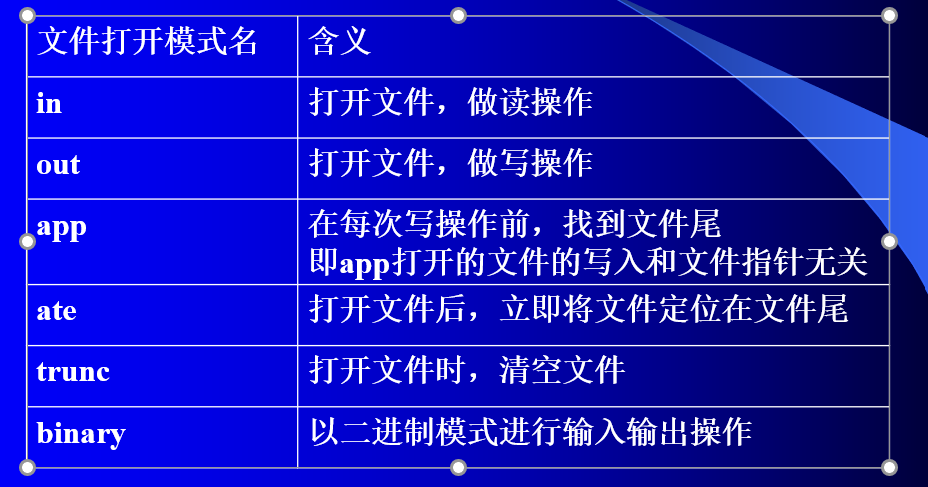 文件打开模式名
含义
in
打开文件，做读操作
out
打开文件，做写操作
app
在每次写操作前，找到文件尾
即app打开的文件的写入和文件指针无关
ate
打开文件后，立即将文件定位在文件尾
trunc
打开文件时，清空文件
binary
以二进制模式进行输入输出操作